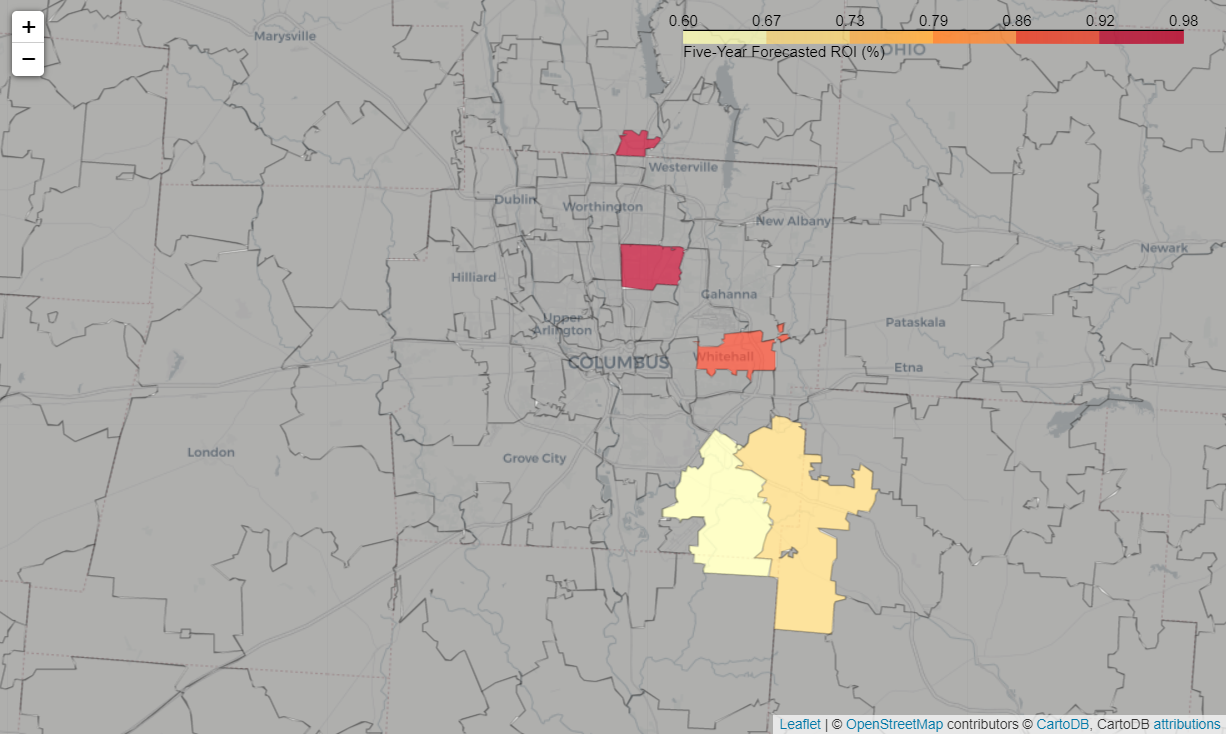 +
−
0.60 0.67 0.73 0.79 0.86 0.92 0.98
Five-Year Forecasted ROI (%)
OHIO
Marysville
Westerville
Dublin
Worthington
New Albany
Newark
Hilliard
Gahanna
Upper
Arlington
Pataskala
COLUMBUS
Whitehall
Etna
London
Grove City
Leaflet | © OpenStreetMap contributors © CartoDB, CartoDB attributions